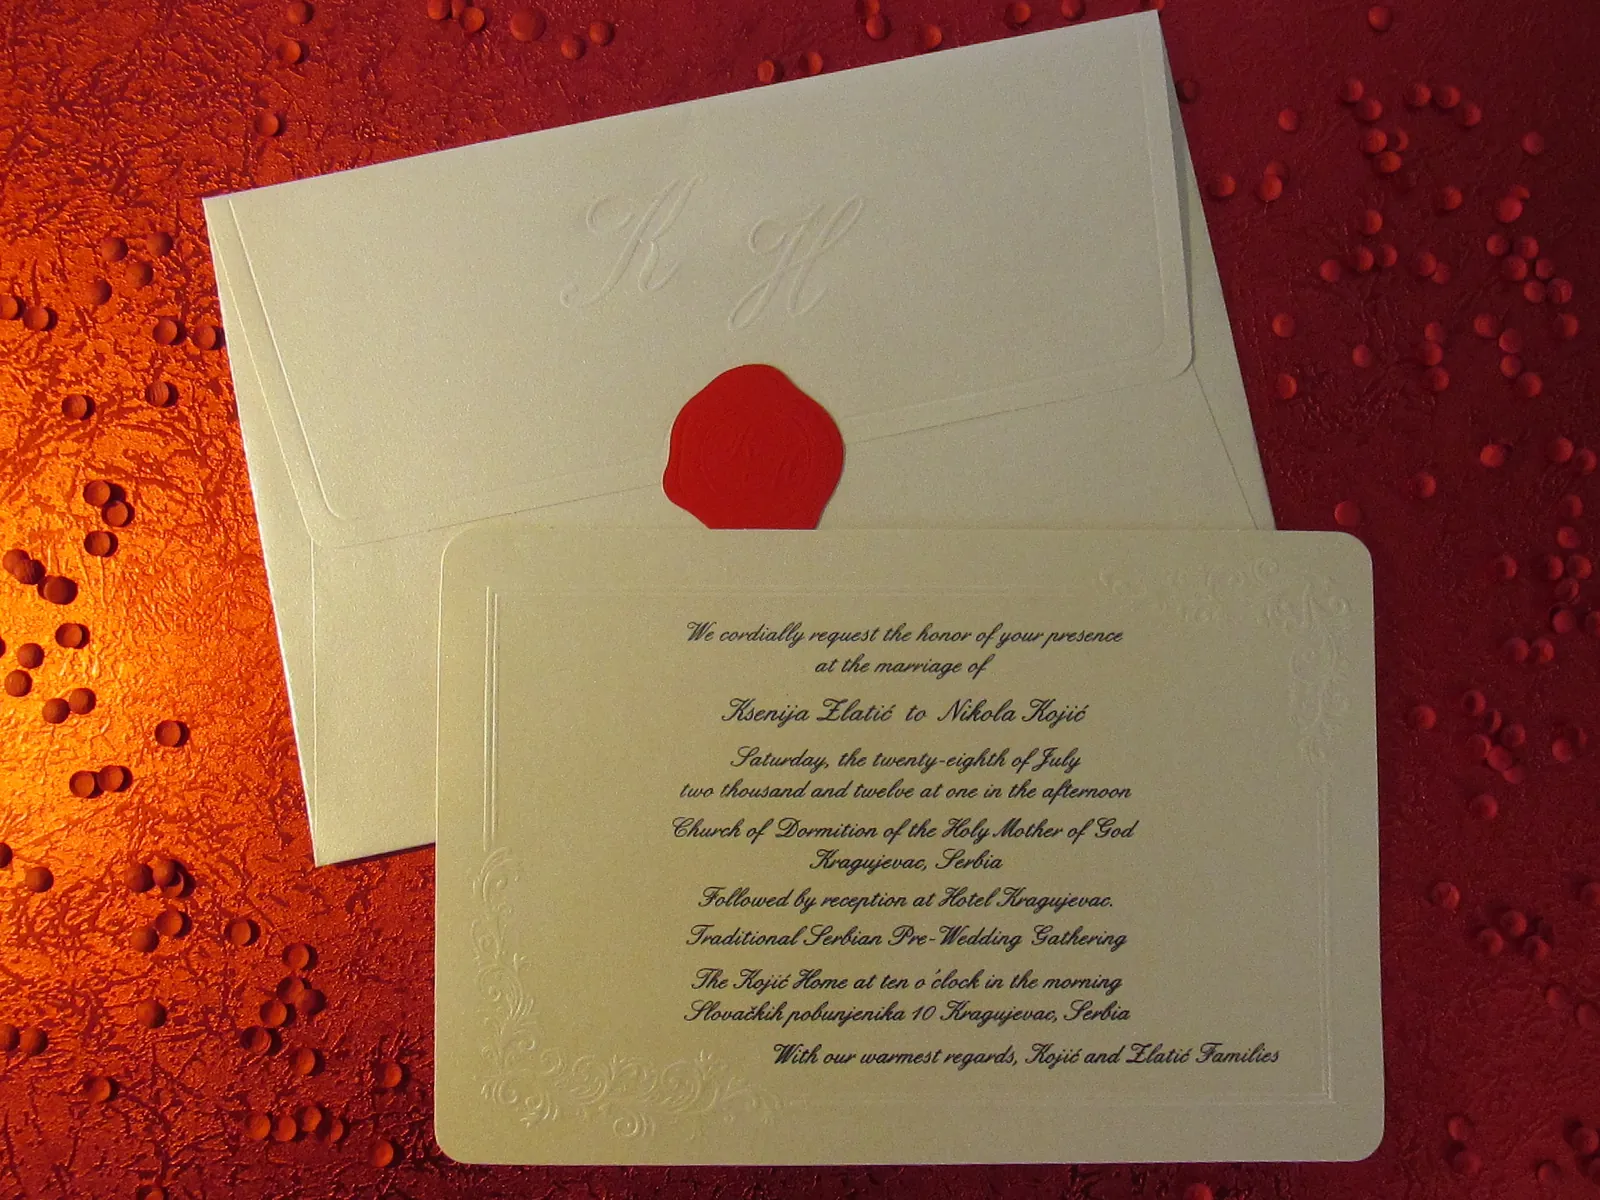 K H
We cordially request the honor of your presence
at the marriage of
Ksenija Zlatić to Nikola Kojić
Saturday, the twenty-eighth of July
two thousand and twelve at one in the afternoon
Church of Dormition of the Holy Mother of God
Kragujevac, Serbia
Followed by reception at Hotel Kragujevac.
Traditional Serbian Pre-Wedding Gathering
The Kojić Home at ten o'clock in the morning
Slovačkih pobunjenika 10 Kragujevac, Serbia
With our warmest regards, Kojić and Zlatić Families